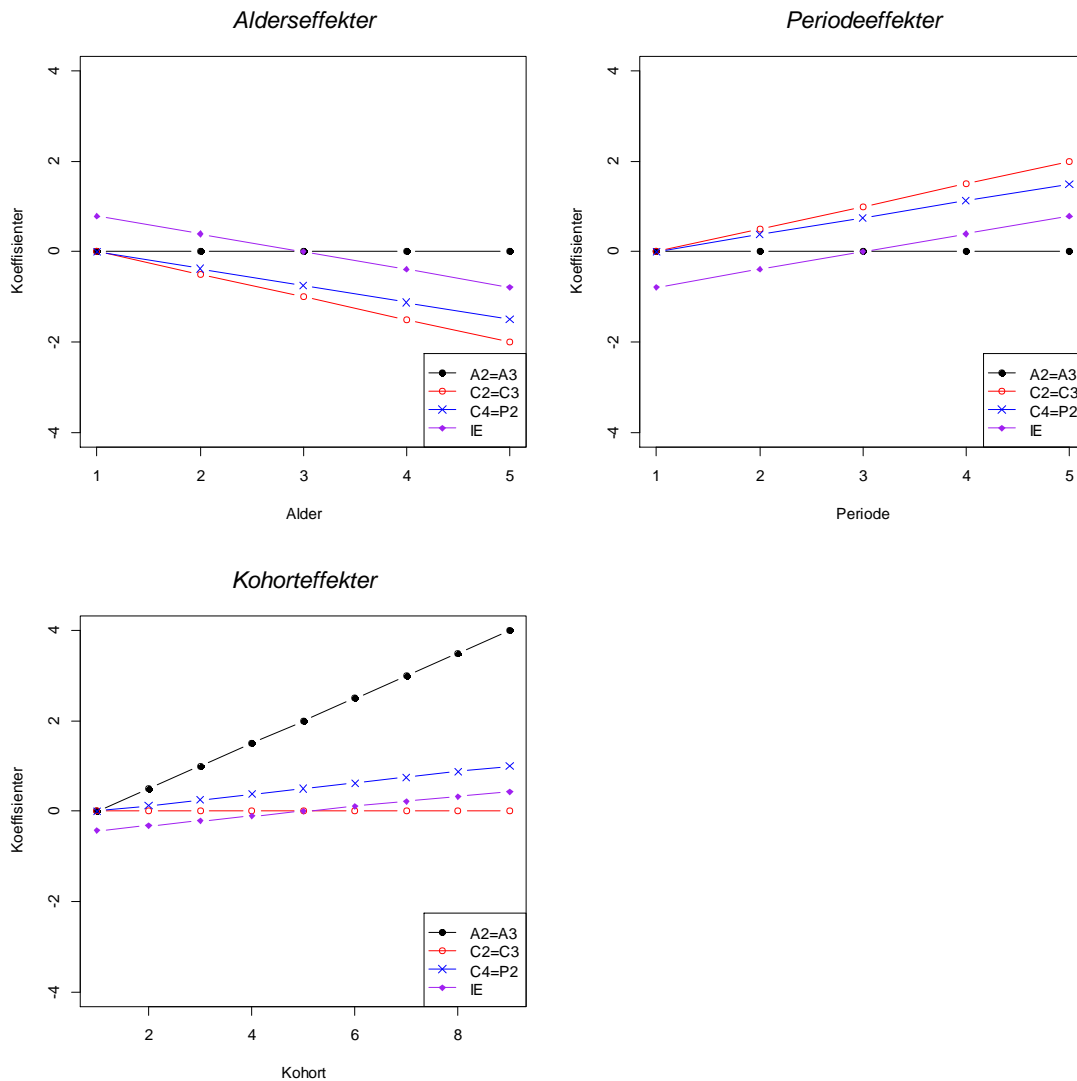 Alderseffekter
Koeffisienter
4
2
0
-2
-4
A2=A3
C2=C3
C4=P2
IE
1 2 3 4 5
Alder
Periodeeffekter
Koeffisienter
4
2
0
-2
-4
A2=A3
C2=C3
C4=P2
IE
1 2 3 4 5
Periode
Kohorteffekter
Koeffisienter
4
2
0
-2
-4
A2=A3
C2=C3
C4=P2
IE
2 4 6 8
Kohort